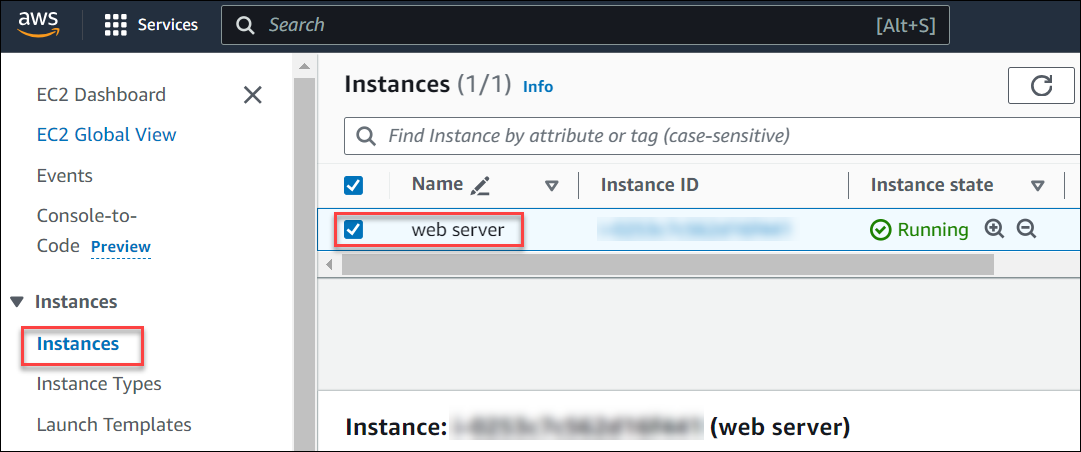 aws
Services
Search
[Alt+S]
EC2 Dashboard
EC2 Global View
Events
Console-to-
Code Preview
Instances
Instances
Instance Types
Launch Templates
Instances (1/1) Info
Find Instance by attribute or tag (case-sensitive)
Name Instance ID Instance state
web server Running
Instance: (web server)